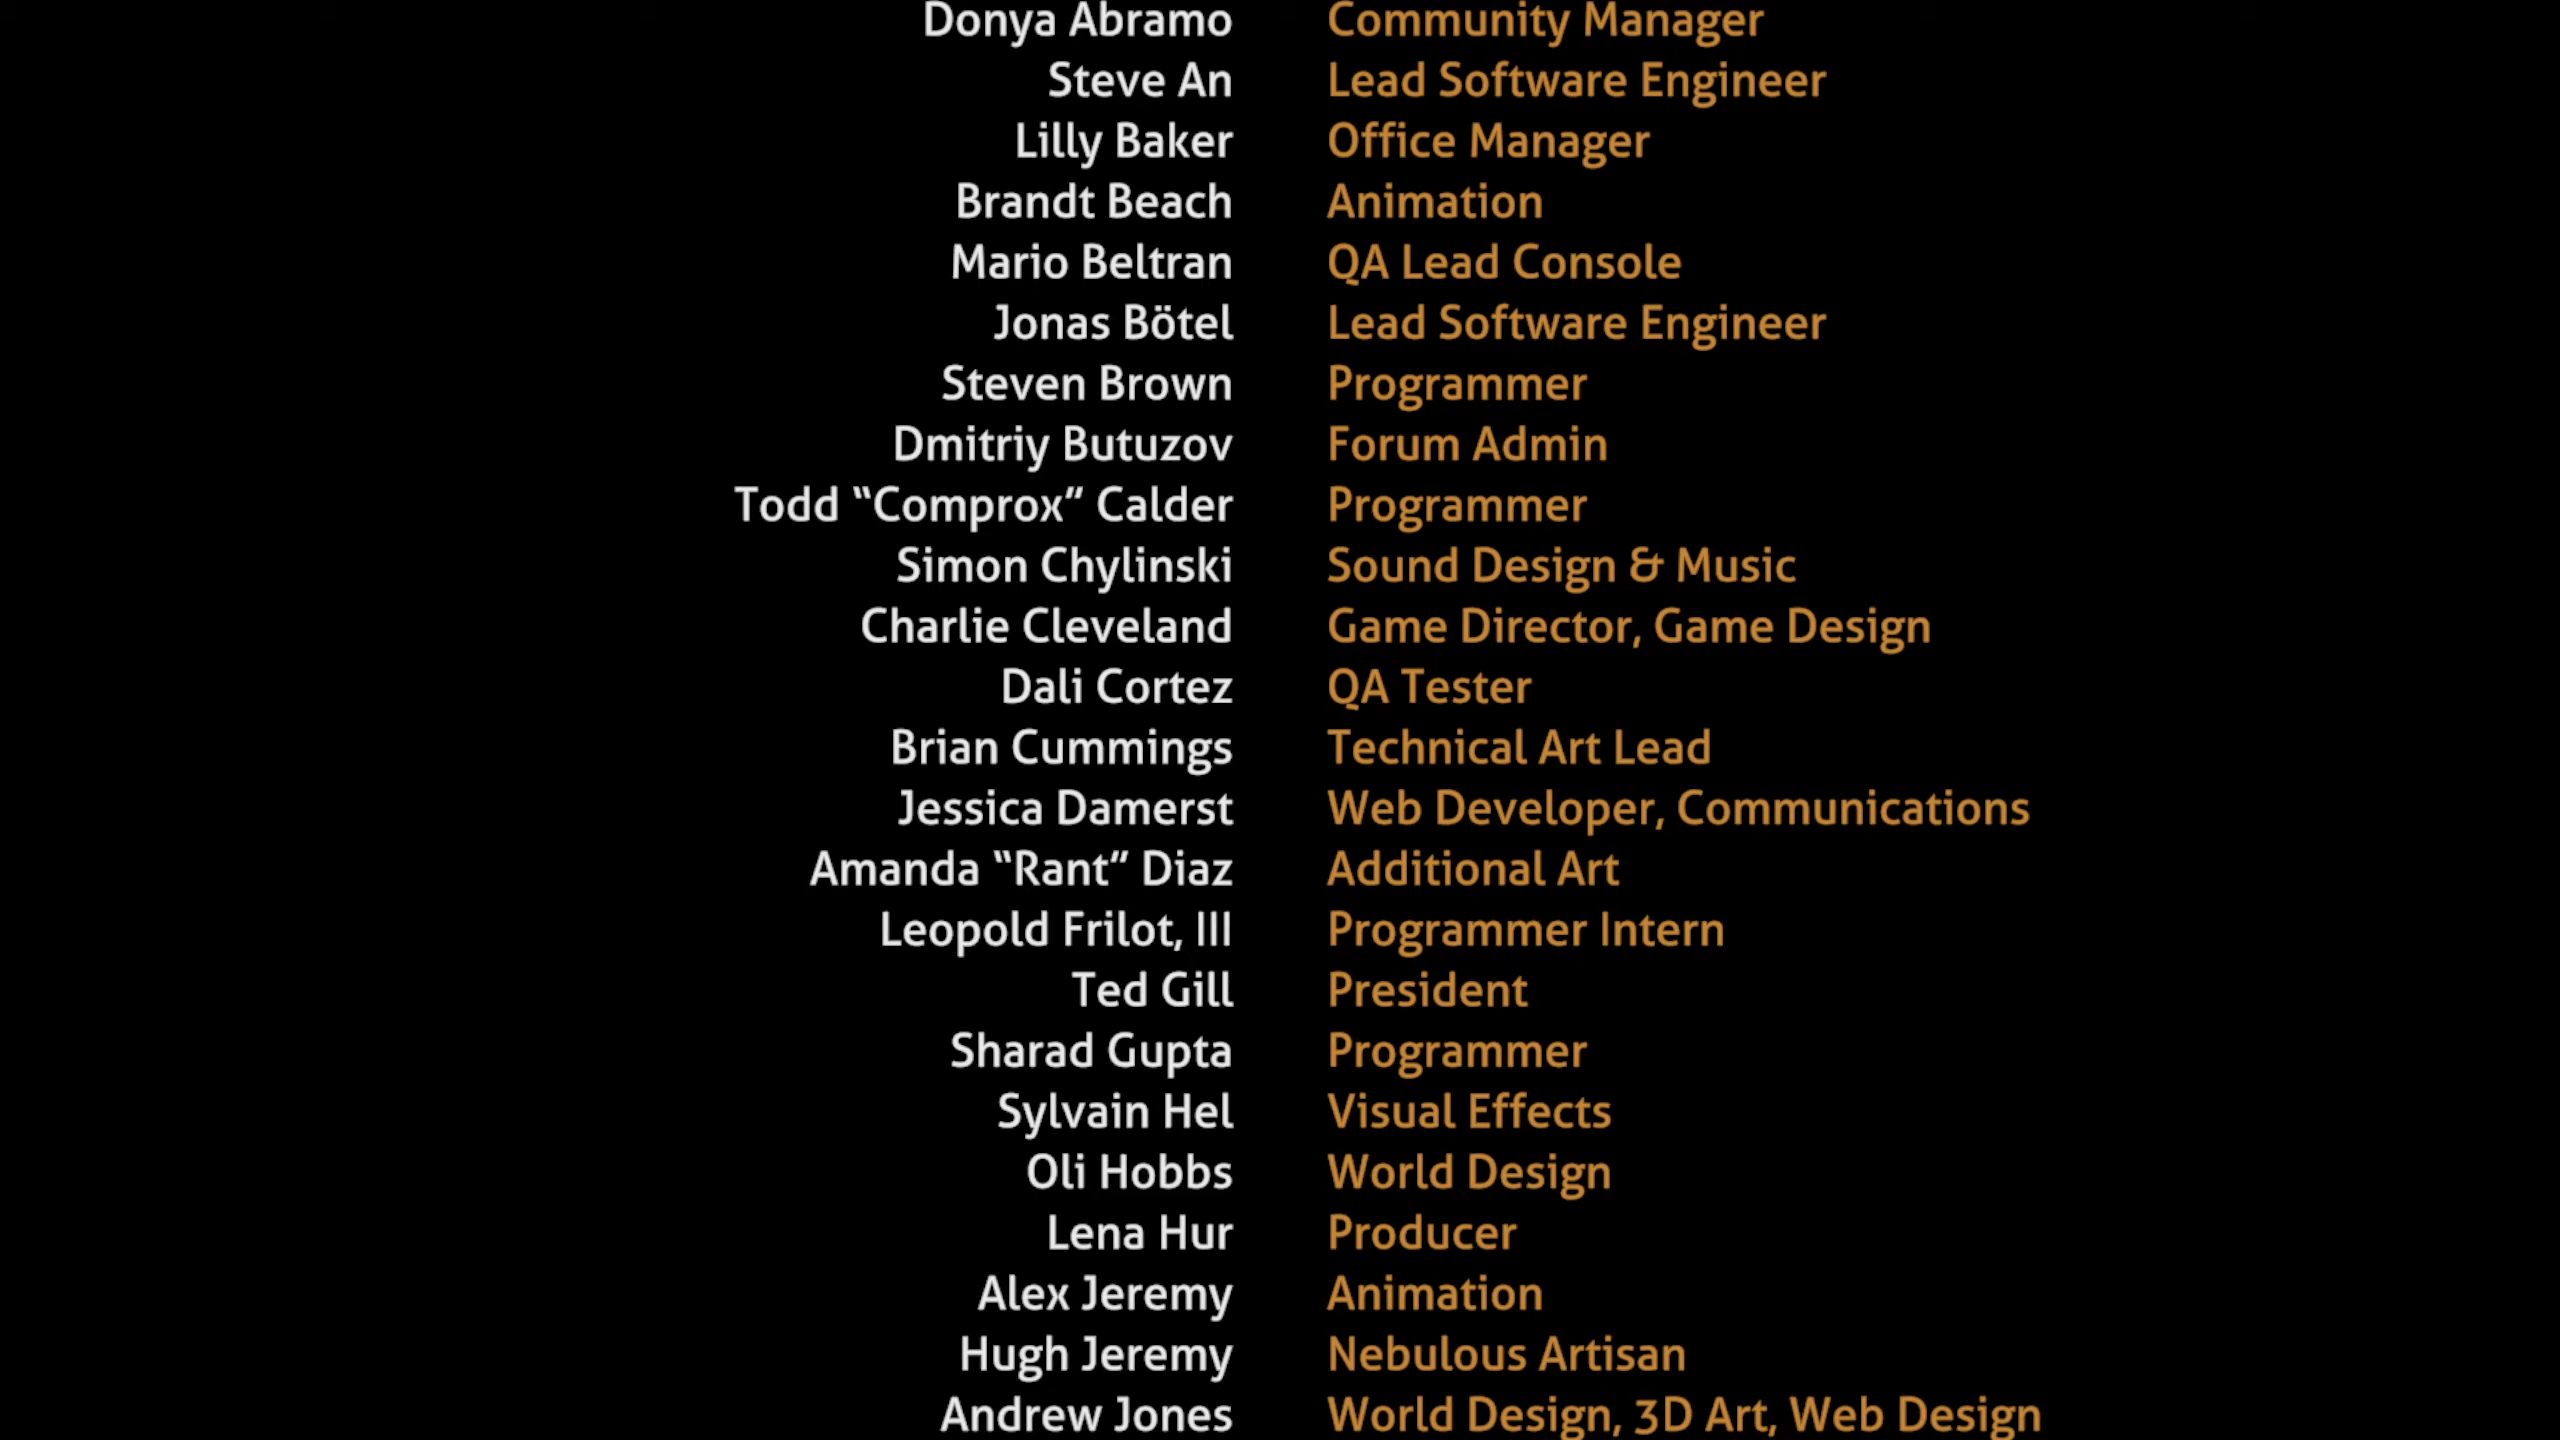 Donya Abramo Community Manager
Steve An Lead Software Engineer
Lilly Baker Office Manager
Brandt Beach Animation
Mario Beltran QA Lead Console
Jonas Bötel Lead Software Engineer
Steven Brown Programmer
Dmitriy Butuzov Forum Admin
Todd “Comprox” Calder Programmer
Simon Chylinski Sound Design & Music
Charlie Cleveland Game Director, Game Design
Dali Cortez QA Tester
Brian Cummings Technical Art Lead
Jessica Damerst Web Developer, Communications
Amanda “Rant” Diaz Additional Art
Leopold Frilot, III Programmer Intern
Ted Gill President
Sharad Gupta Programmer
Sylvain Hel Visual Effects
Oli Hobbs World Design
Lena Hur Producer
Alex Jeremy Animation
Hugh Jeremy Nebulous Artisan
Andrew Jones World Design, 3D Art, Web Design